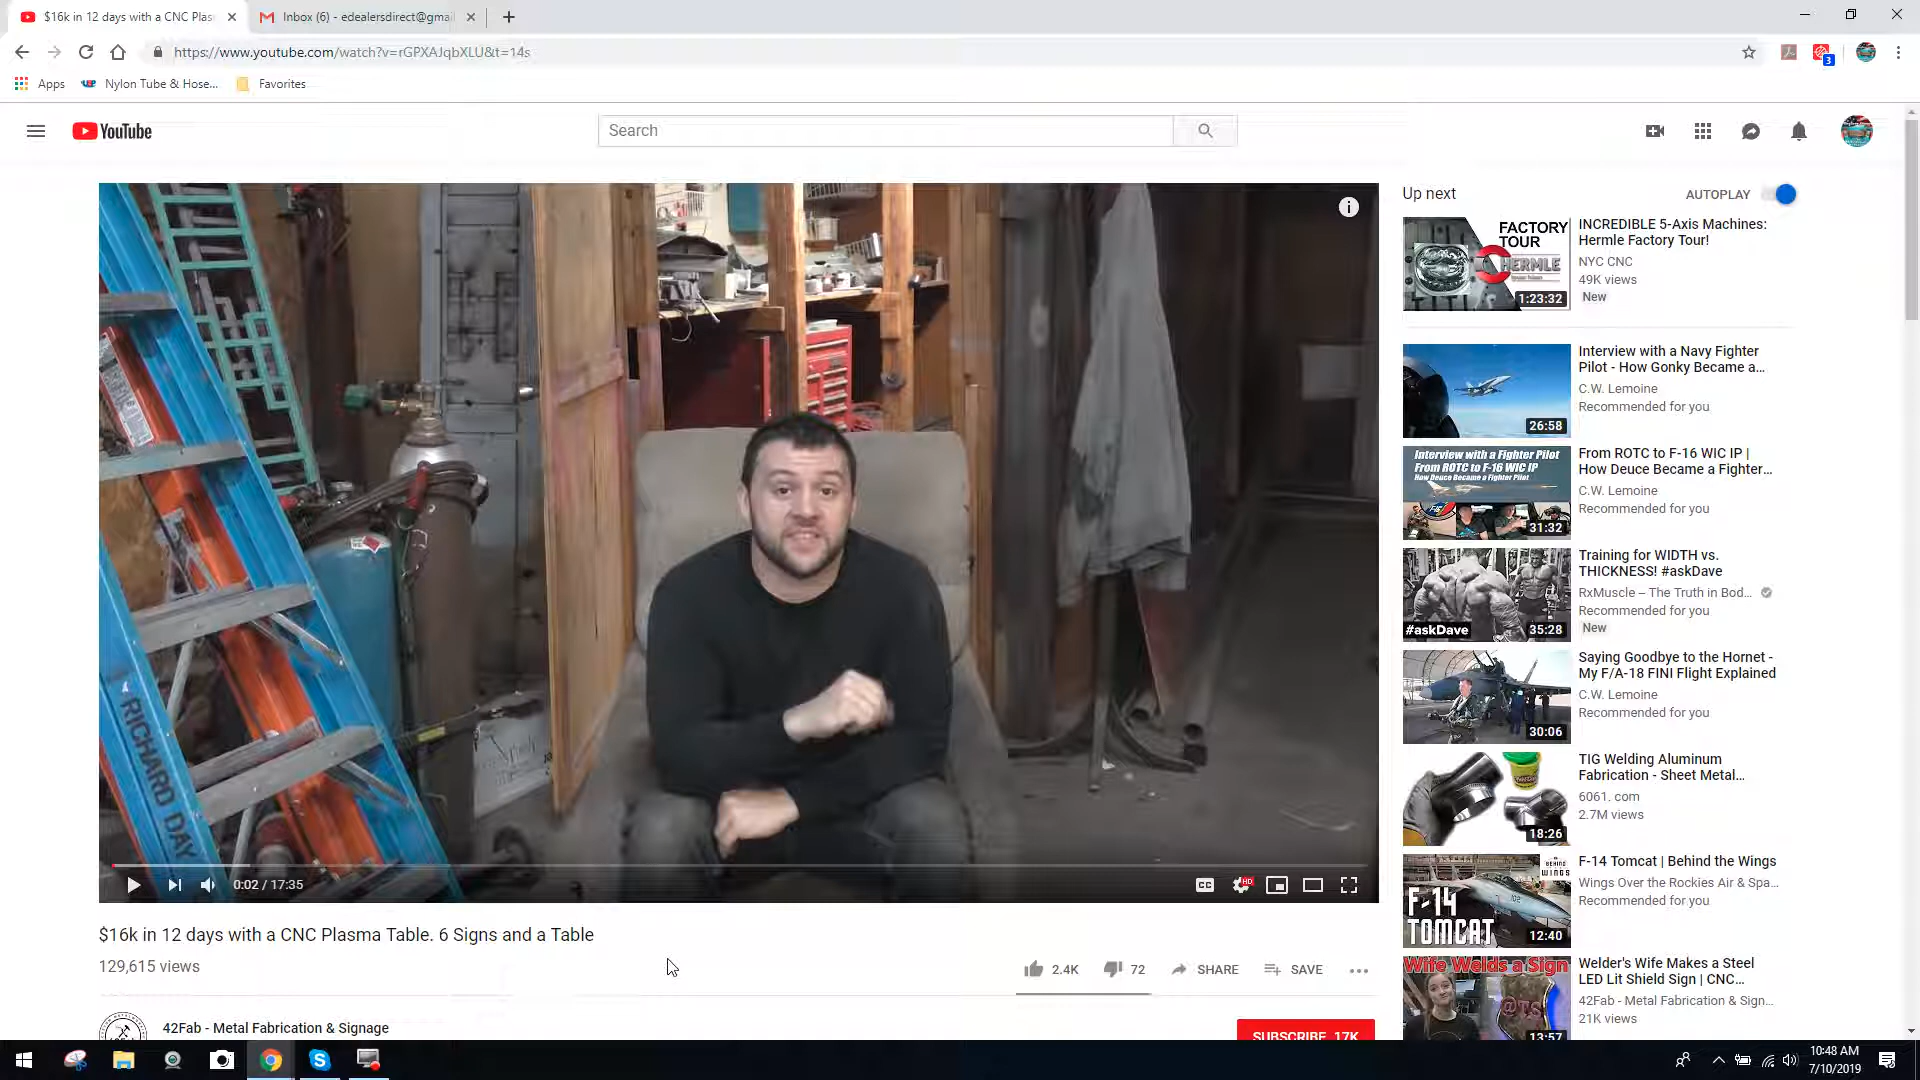 $16k in 12 days with a CNC Plas
Inbox (6) - edealersdirect@gmai
https://www.youtube.com/watch?v=rGPXAJqbXLU&t=14s
3
Apps
Nylon Tube & Hose...
Favorites
YouTube
Search
RICHARD DAY
0:02 / 17:35
CC
HD
$16k in 12 days with a CNC Plasma Table. 6 Signs and a Table
129,615 views
2.4K
72
SHARE
SAVE
42Fab - Metal Fabrication & Signage
SUBSCRIBE 17K
Up next
AUTOPLAY
FACTORY
TOUR
HERMLE
1:23:32
INCREDIBLE 5-Axis Machines:
Hermle Factory Tour!
NYC CNC
49K views
New
26:58
Interview with a Navy Fighter
Pilot - How Gonky Became a...
C.W. Lemoine
Recommended for you
Interview with a Fighter Pilot
From ROTC to F-16 WIC IP
How Deuce Became a Fighter Pilot
31:32
From ROTC to F-16 WIC IP |
How Deuce Became a Fighter...
C.W. Lemoine
Recommended for you
#askDave
35:28
Training for WIDTH vs.
THICKNESS! #askDave
RxMuscle – The Truth in Bod...
Recommended for you
New
30:06
Saying Goodbye to the Hornet -
My F/A-18 FINI Flight Explained
C.W. Lemoine
Recommended for you
18:26
TIG Welding Aluminum
Fabrication - Sheet Metal...
6061. com
2.7M views
BEHIND
WINGS
F-14
TOMCAT
12:40
F-14 Tomcat | Behind the Wings
Wings Over the Rockies Air & Spa...
Recommended for you
Wife Welds a Sign
13:57
Welder's Wife Makes a Steel
LED Lit Shield Sign | CNC...
42Fab - Metal Fabrication & Sign...
21K views
10:48 AM
7/10/2019